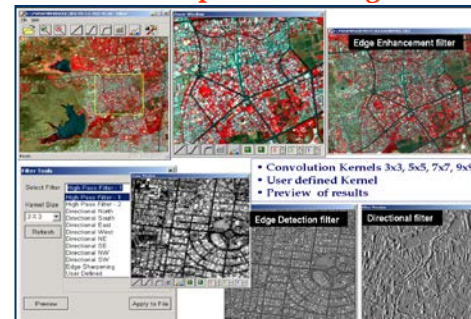 Edge Enhancement filter
• Convolution Kernels 3x3, 5x5, 7x7, 9x9
• User defined Kernel
• Preview of results
Filter Tools
Select Filter
High Pass Filter - 1
High Pass Filter - 1
High Pass Filter - 2
Directional North
Directional South
Directional East
Directional West
Directional NE
Directional SE
Directional NW
Directional SW
Edge Sharpening
User Defined
Kernel Size
3 X 3
Refresh
Preview
Apply to File
Edge Detection filter
Directional filter